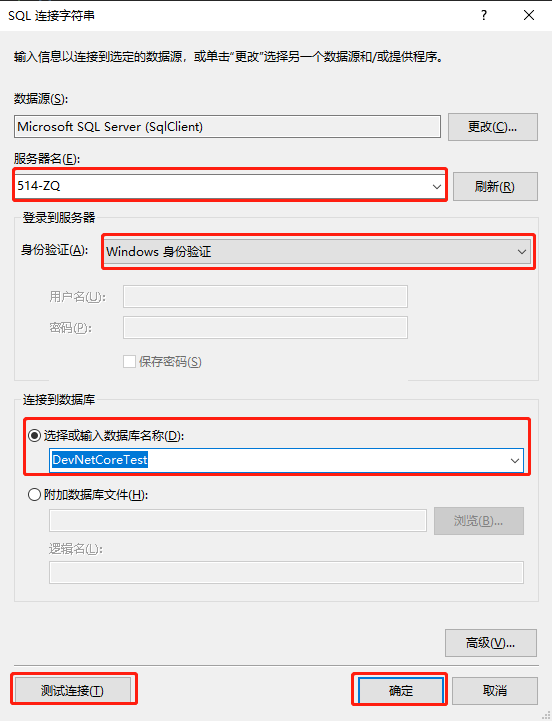 SQL 连接字符串
输入信息以连接到选定的数据源，或单击“更改”选择另一个数据源和/或提供程序。
数据源(S):
Microsoft SQL Server (SqlClient)
更改(C)...
服务器名(E):
514-ZQ
刷新(R)
登录到服务器
身份验证(A):
Windows 身份验证
用户名(U):
密码(P):
保存密码(S)
连接到数据库
选择或输入数据库名称(D):
DevNetCoreTest
附加数据库文件(H):
浏览(B)...
逻辑名(L):
高级(V)...
测试连接(T)
确定
取消